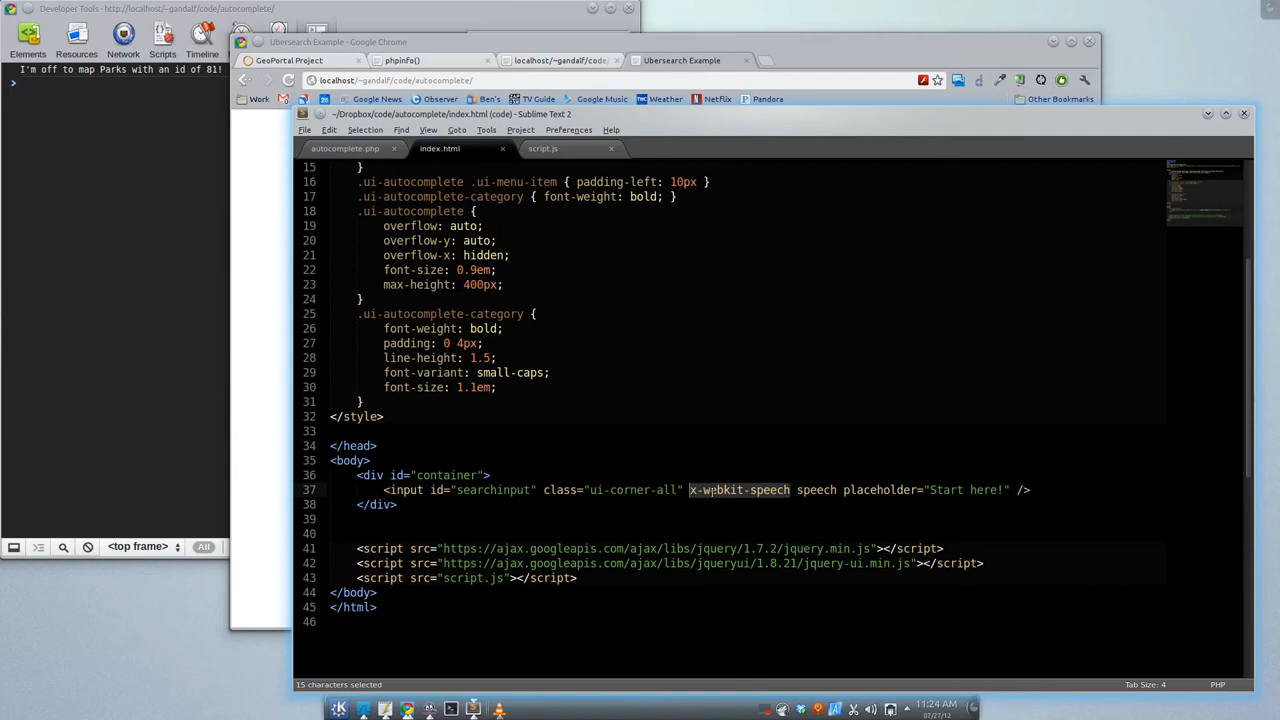 Developer Tools - http://~gandalf/code/autocomplete/
Elements Resources Network Scripts Timeline
I'm off to map Parks with an id of 81!
>
<top frame> All
Ubersearch Example - Google Chrome
GeoPortal Project phpinfo() localhost/~gandalf/code/ Ubersearch Example
localhost/~gandalf/code/autocomplete/
Work Google News Observer Ben's TV Guide Google Music Weather Netflix Pandora Other Bookmarks
~/Dropbox/code/autocomplete/index.html (code) - Sublime Text 2
File Edit Selection Find View Goto Tools Project Preferences Help
autocomplete.php index.html script.js
15 }
16 .ui-autocomplete .ui-menu-item { padding-left: 10px }
17 .ui-autocomplete-category { font-weight: bold; }
18 .ui-autocomplete {
19 overflow: auto;
20 overflow-y: auto;
21 overflow-x: hidden;
22 font-size: 0.9em;
23 max-height: 400px;
24 }
25 .ui-autocomplete-category {
26 font-weight: bold;
27 padding: 0 4px;
28 line-height: 1.5;
29 font-variant: small-caps;
30 font-size: 1.1em;
31 }
32 </style>
33
34 </head>
35 <body>
36 <div id="container">
37 <input id="searchinput" class="ui-corner-all" x-webkit-speech speech placeholder="Start here!" />
38 </div>
39
40
41 <script src="https://ajax.googleapis.com/ajax/libs/jquery/1.7.2/jquery.min.js"></script>
42 <script src="https://ajax.googleapis.com/ajax/libs/jqueryui/1.8.21/jquery-ui.min.js"></script>
43 <script src="script.js"></script>
44 </body>
45 </html>
46
15 characters selected Tab Size: 4 PHP
11:24 AM
07/27/12